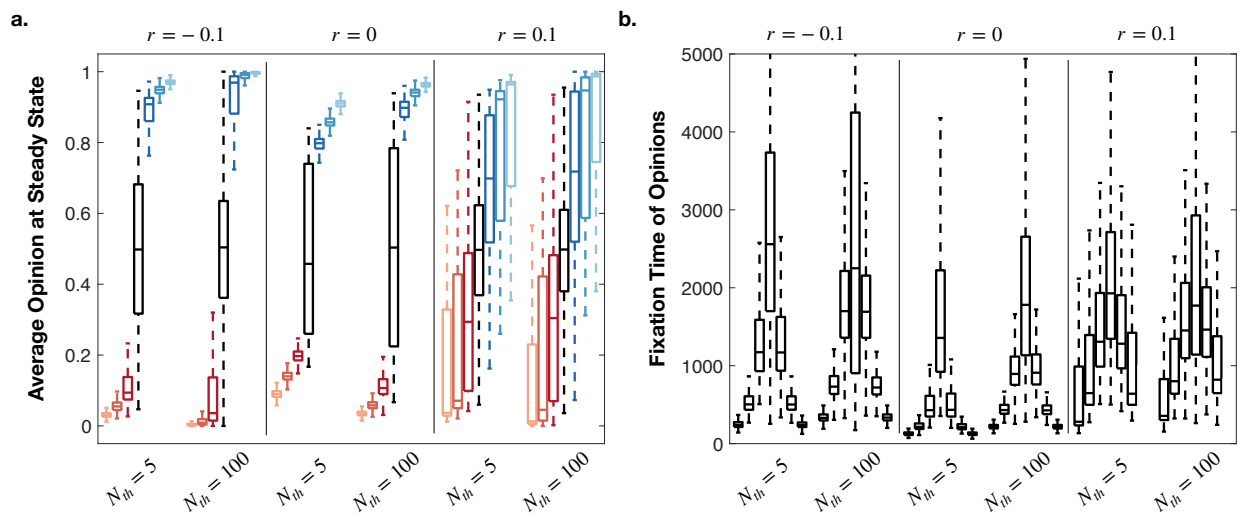 a.
r = − 0.1
r = 0
r = 0.1
Average Opinion at Steady State
1
0.8
0.6
0.4
0.2
0
N_th = 5
N_th = 100
N_th = 5
N_th = 100
N_th = 5
N_th = 100
b.
r = − 0.1
r = 0
r = 0.1
Fixation Time of Opinions
5000
4000
3000
2000
1000
0
N_th = 5
N_th = 100
N_th = 5
N_th = 100
N_th = 5
N_th = 100